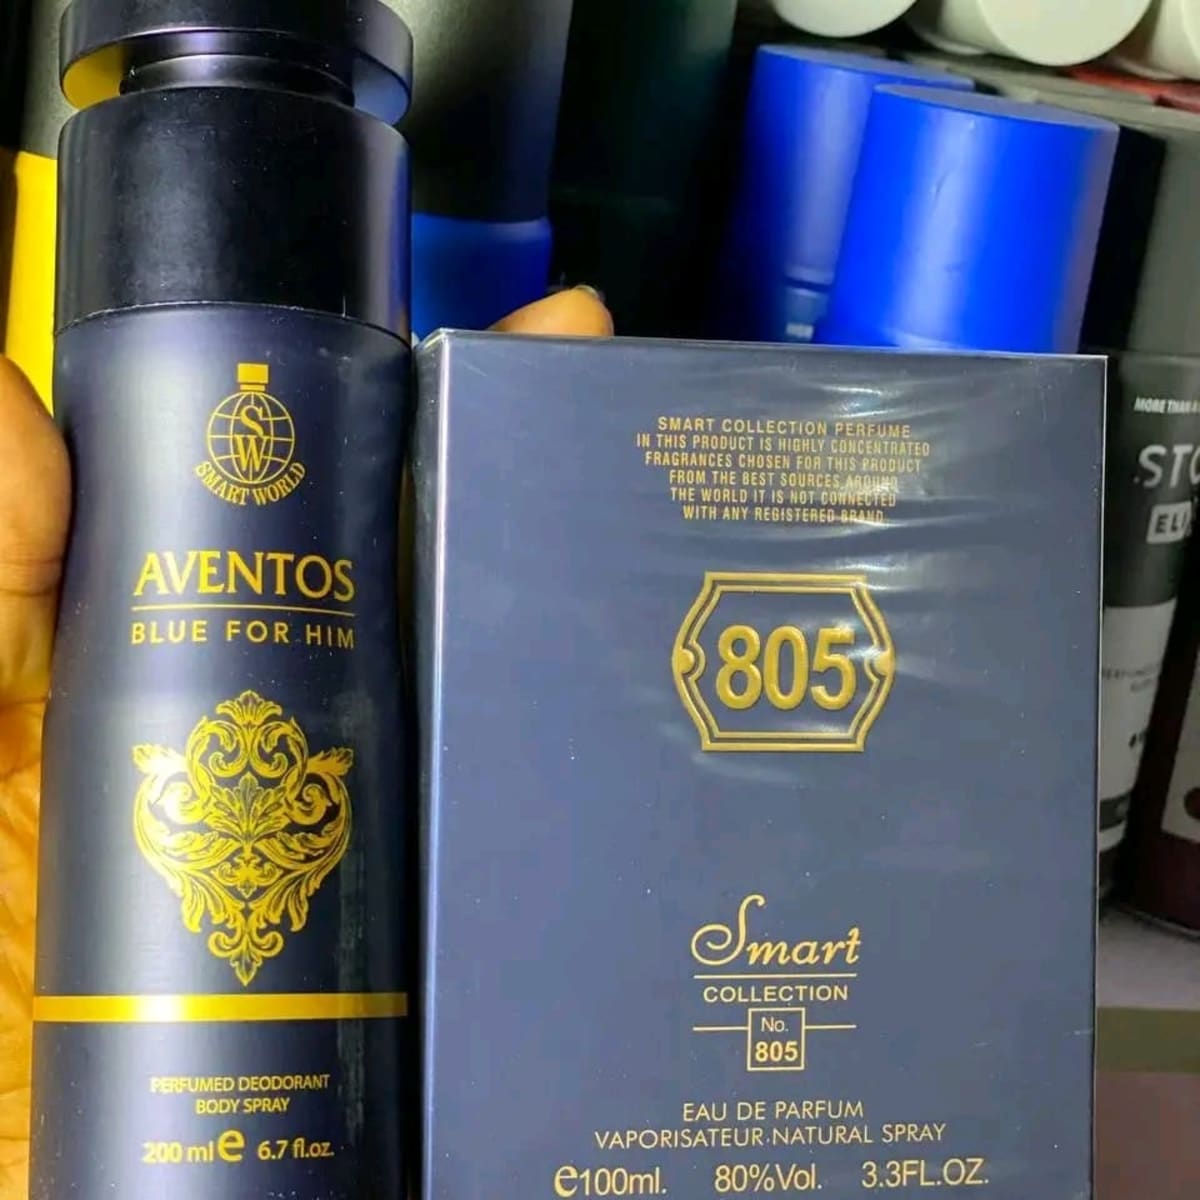 SW
SMART WORLD
AVENTOS
BLUE FOR HIM
PERFUMED DEODORANT
BODY SPRAY
200 ml e 6.7 fl.oz.
SMART COLLECTION PERFUME
IN THIS PRODUCT IS HIGHLY CONCENTRATED
FRAGRANCES CHOSEN FOR THIS PRODUCT
FROM THE BEST SOURCES AROUND
THE WORLD IT IS NOT CONNECTED
WITH ANY REGISTERED BRAND
805
Smart
COLLECTION
No.
805
EAU DE PARFUM
VAPORISATEUR NATURAL SPRAY
e100ml. 80%Vol. 3.3FL.OZ.
MORE THAN